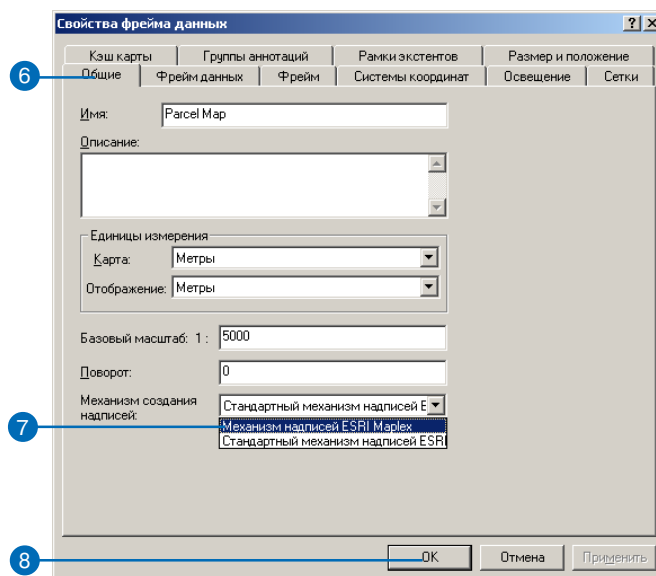 Свойства фрейма данных
Кэш карты Группы аннотаций Рамки экстентов Размер и положение
6 Общие Фрейм данных Фрейм Системы координат Освещение Сетки
Имя: Parcel Map
Описание:
Единицы измерения
Карта: Метры
Отображение: Метры
Базовый масштаб: 1 : 5000
Поворот: 0
Механизм создания надписей: Стандартный механизм надписей E
7 Механизм надписей ESRI Maplex
Стандартный механизм надписей ESRI
8 OK Отмена Применить